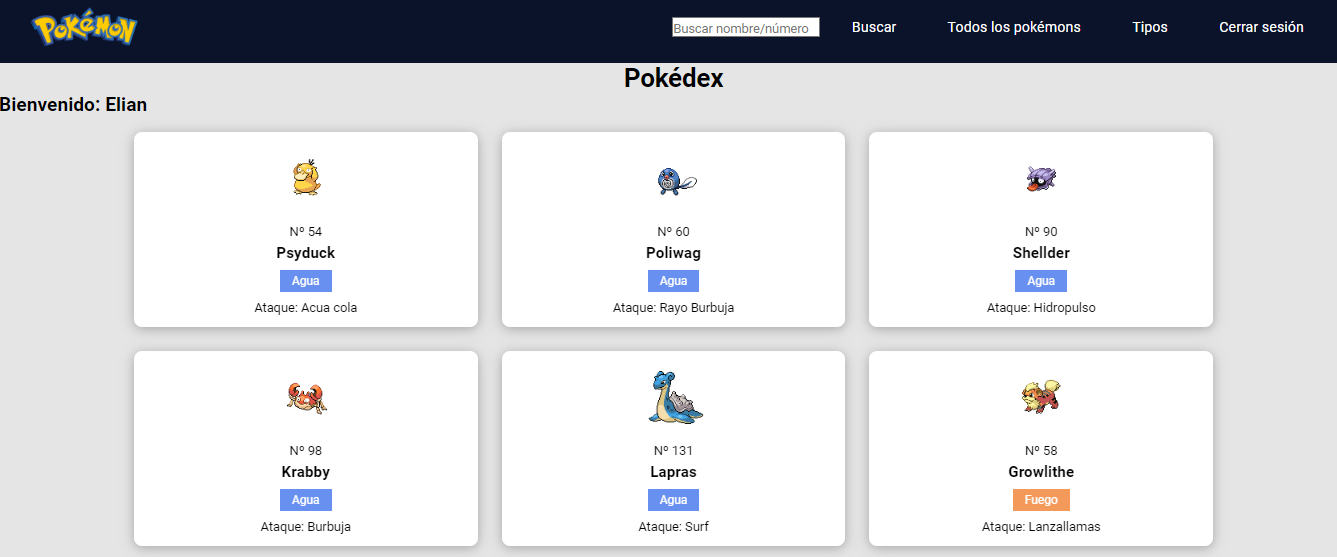 Pokémon
Buscar nombre/número
Buscar
Todos los pokémons
Tipos
Cerrar sesión
Pokédex
Bienvenido: Elian
Nº 54
Psyduck
Agua
Ataque: Acua cola
Nº 60
Poliwag
Agua
Ataque: Rayo Burbuja
Nº 90
Shellder
Agua
Ataque: Hidropulso
Nº 98
Krabby
Agua
Ataque: Burbuja
Nº 131
Lapras
Agua
Ataque: Surf
Nº 58
Growlithe
Fuego
Ataque: Lanzallamas